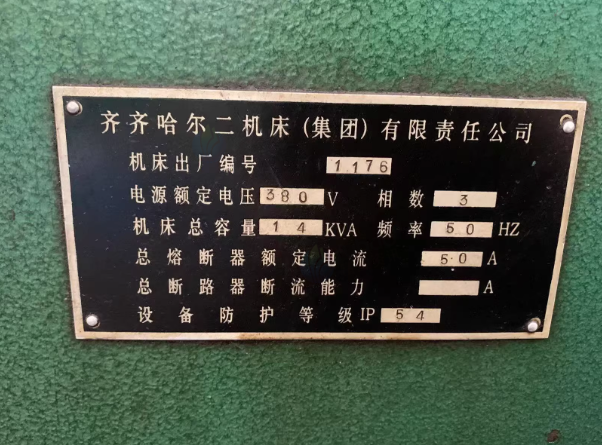 齐齐哈尔二机床(集团)有限责任公司
机床出厂编号 1176
电源额定电压 380 V 相数 3
机床总容量 14 KVA 频率 50 HZ
总熔断器额定电流 50 A
总断路器断流能力 A
设备防护等级 IP 54